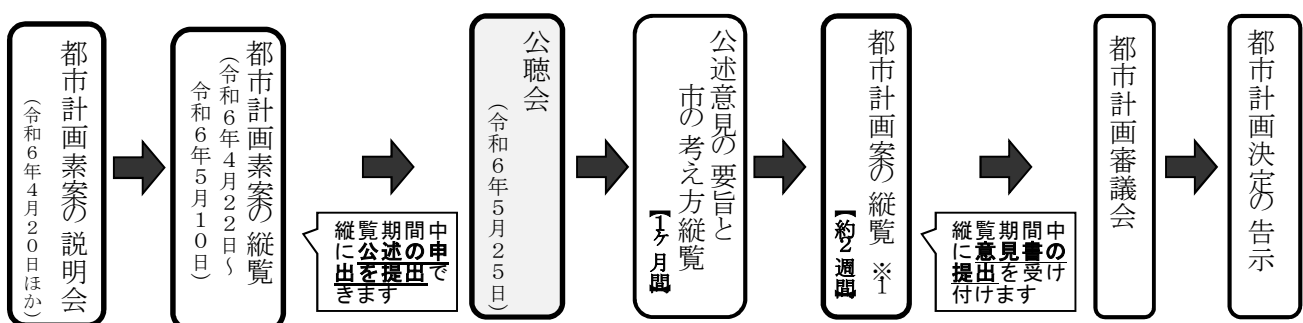 都市計画素案の説明会
（令和６年４月２０日ほか）
都市計画素案の縦覧
（令和６年４月２２日～
令和６年５月１０日）
縦覧期間中
に公述の申
出を提出で
きます
公聴会
（令和６年５月２５日）
公述意見の要旨と
市の考え方縦覧
【１ヶ月間】
都市計画案の縦覧 ※１
【約２週間】
縦覧期間中
に意見書の
提出を受け
付けます
都市計画審議会
都市計画決定の告示